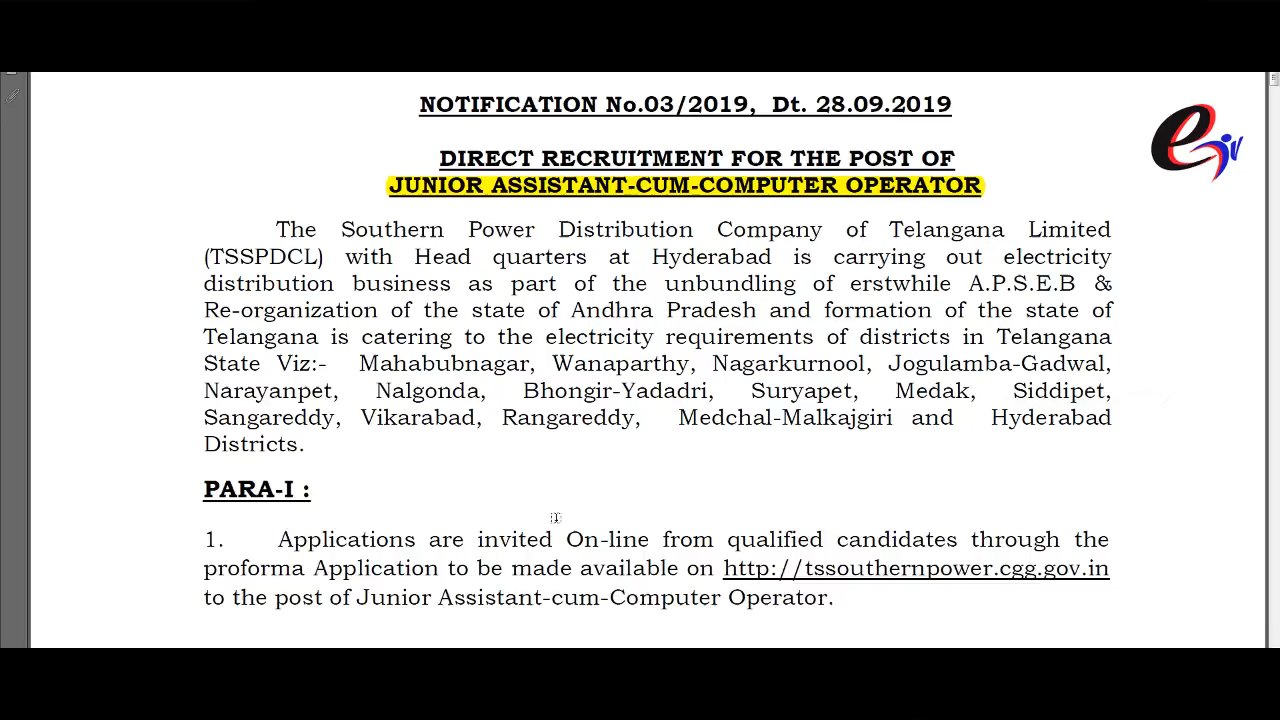 NOTIFICATION No.03/2019, Dt. 28.09.2019
DIRECT RECRUITMENT FOR THE POST OF
JUNIOR ASSISTANT-CUM-COMPUTER OPERATOR
The Southern Power Distribution Company of Telangana Limited
(TSSPDCL) with Head quarters at Hyderabad is carrying out electricity
distribution business as part of the unbundling of erstwhile A.P.S.E.B &
Re-organization of the state of Andhra Pradesh and formation of the state of
Telangana is catering to the electricity requirements of districts in Telangana
State Viz:- Mahabubnagar, Wanaparthy, Nagarkurnool, Jogulamba-Gadwal,
Narayanpet, Nalgonda, Bhongir-Yadadri, Suryapet, Medak, Siddipet,
Sangareddy, Vikarabad, Rangareddy, Medchal-Malkajgiri and Hyderabad
Districts.
PARA-I :
1. Applications are invited On-line from qualified candidates through the
proforma Application to be made available on http://tssouthernpower.cgg.gov.in
to the post of Junior Assistant-cum-Computer Operator.